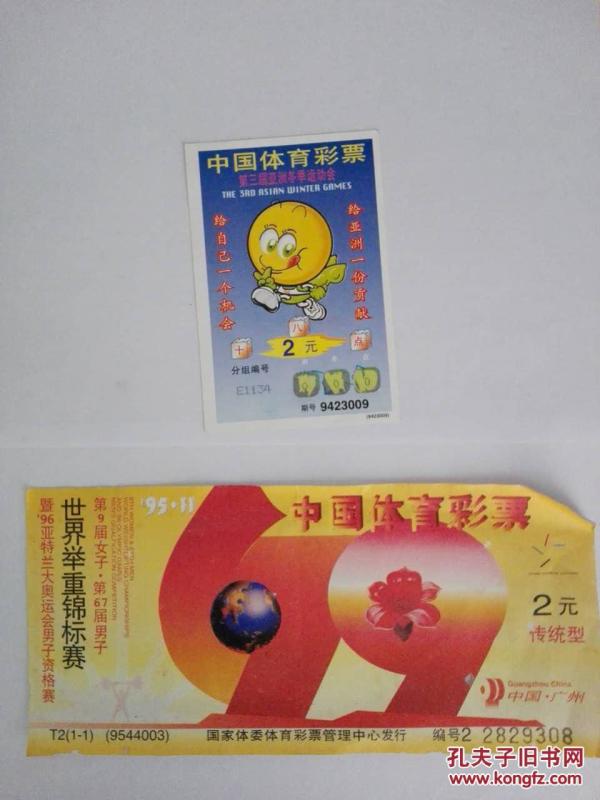 中国体育彩票
第三届亚洲冬季运动会
THE 3RD ASIAN WINTER GAMES
给自己一个机会
给亚洲一份贡献
十
八
点
2元
分组编号
E1134
期号 9423009
(9423009)
'95·11
中国体育彩票
第9届女子·第67届男子
世界举重锦标赛
暨'96亚特兰大奥运会男子资格赛
2元
传统型
Guangzhou China
中国·广州
T2(1-1) (9544003)
国家体委体育彩票管理中心发行
编号2 2829308
孔夫子旧书网
www.kongfz.com